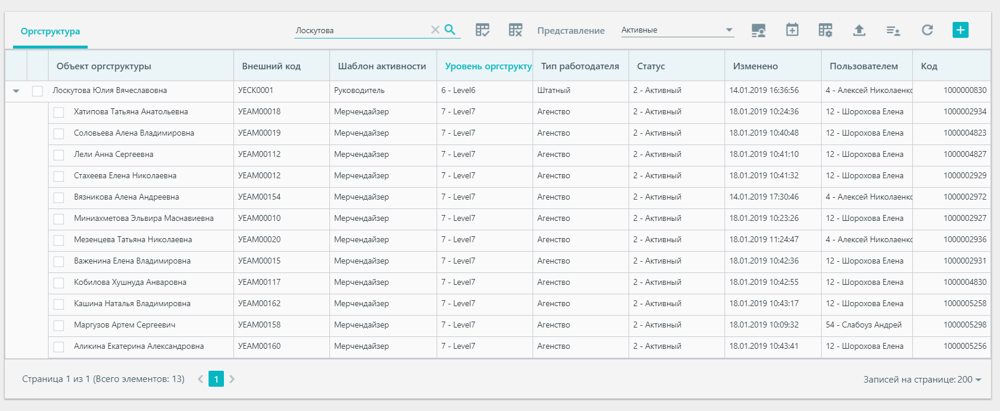 Оргструктура Лоскутова Представление Активные
Объект оргструктуры Внешний код Шаблон активности Уровень оргструкту Тип работодателя Статус Изменено Пользователем Код
Лоскутова Юлия Вячеславовна УЕСК0001 Руководитель 6 - Level6 Штатный 2 - Активный 14.01.2019 16:36:56 4 - Алексей Николаенко 1000000830
Хатипова Татьяна Анатольевна УЕАМ00018 Мерчендайзер 7 - Level7 Агенство 2 - Активный 18.01.2019 10:24:36 12 - Шорохова Елена 1000002934
Соловьева Алена Владимировна УЕАМ00019 Мерчендайзер 7 - Level7 Агенство 2 - Активный 18.01.2019 10:40:48 12 - Шорохова Елена 1000004823
Лели Анна Сергеевна УЕАМ00112 Мерчендайзер 7 - Level7 Агенство 2 - Активный 18.01.2019 10:41:10 12 - Шорохова Елена 1000004827
Стахеева Елена Николаевна УЕАМ00012 Мерчендайзер 7 - Level7 Агенство 2 - Активный 18.01.2019 10:41:32 12 - Шорохова Елена 1000002929
Вязникова Алена Андреевна УЕАМ00154 Мерчендайзер 7 - Level7 Агенство 2 - Активный 14.01.2019 17:30:46 4 - Алексей Николаенко 1000002972
Миниахметова Эльвира Маснавиевна УЕАМ00010 Мерчендайзер 7 - Level7 Агенство 2 - Активный 18.01.2019 10:23:26 12 - Шорохова Елена 1000002927
Мезенцева Татьяна Николаевна УЕАМ00020 Мерчендайзер 7 - Level7 Агенство 2 - Активный 18.01.2019 11:24:47 4 - Алексей Николаенко 1000002936
Важенина Елена Владимировна УЕАМ00015 Мерчендайзер 7 - Level7 Агенство 2 - Активный 18.01.2019 10:42:36 12 - Шорохова Елена 1000002931
Кобилова Хушнуда Анваровна УЕАМ00117 Мерчендайзер 7 - Level7 Агенство 2 - Активный 18.01.2019 10:42:55 12 - Шорохова Елена 1000004830
Кашина Наталья Владимировна УЕАМ00162 Мерчендайзер 7 - Level7 Агенство 2 - Активный 18.01.2019 10:43:17 12 - Шорохова Елена 1000005258
Маргузов Артем Сергеевич УЕАМ00158 Мерчендайзер 7 - Level7 Агенство 2 - Активный 18.01.2019 10:09:32 54 - Слабоуз Андрей 1000005298
Аликина Екатерина Александровна УЕАМ00160 Мерчендайзер 7 - Level7 Агенство 2 - Активный 18.01.2019 10:43:41 12 - Шорохова Елена 1000005256
Страница 1 из 1 (Всего элементов: 13) 1 Записей на странице: 200